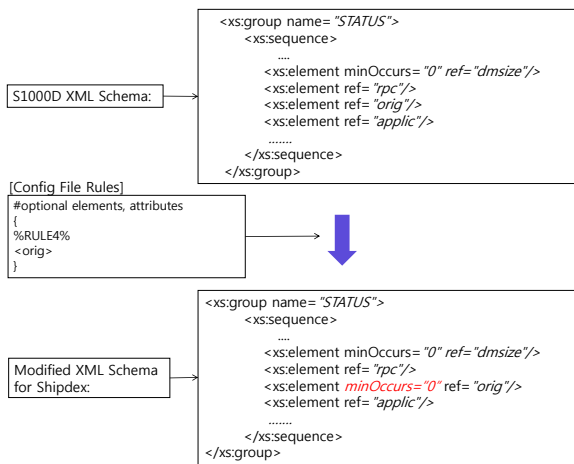 <xs:group name="STATUS">
<xs:sequence>
....
<xs:element minOccurs="0" ref="dmsize"/>
<xs:element ref="rpc"/>
<xs:element ref="orig"/>
<xs:element ref="applic"/>
.......
</xs:sequence>
</xs:group>
S1000D XML Schema:
[Config File Rules]
#optional elements, attributes
{
%RULE4%
<orig>
}
<xs:group name="STATUS">
<xs:sequence>
....
<xs:element minOccurs="0" ref="dmsize"/>
<xs:element ref="rpc"/>
<xs:element minOccurs="0" ref="orig"/>
<xs:element ref="applic"/>
.......
</xs:sequence>
</xs:group>
Modified XML Schema
for Shipdex: